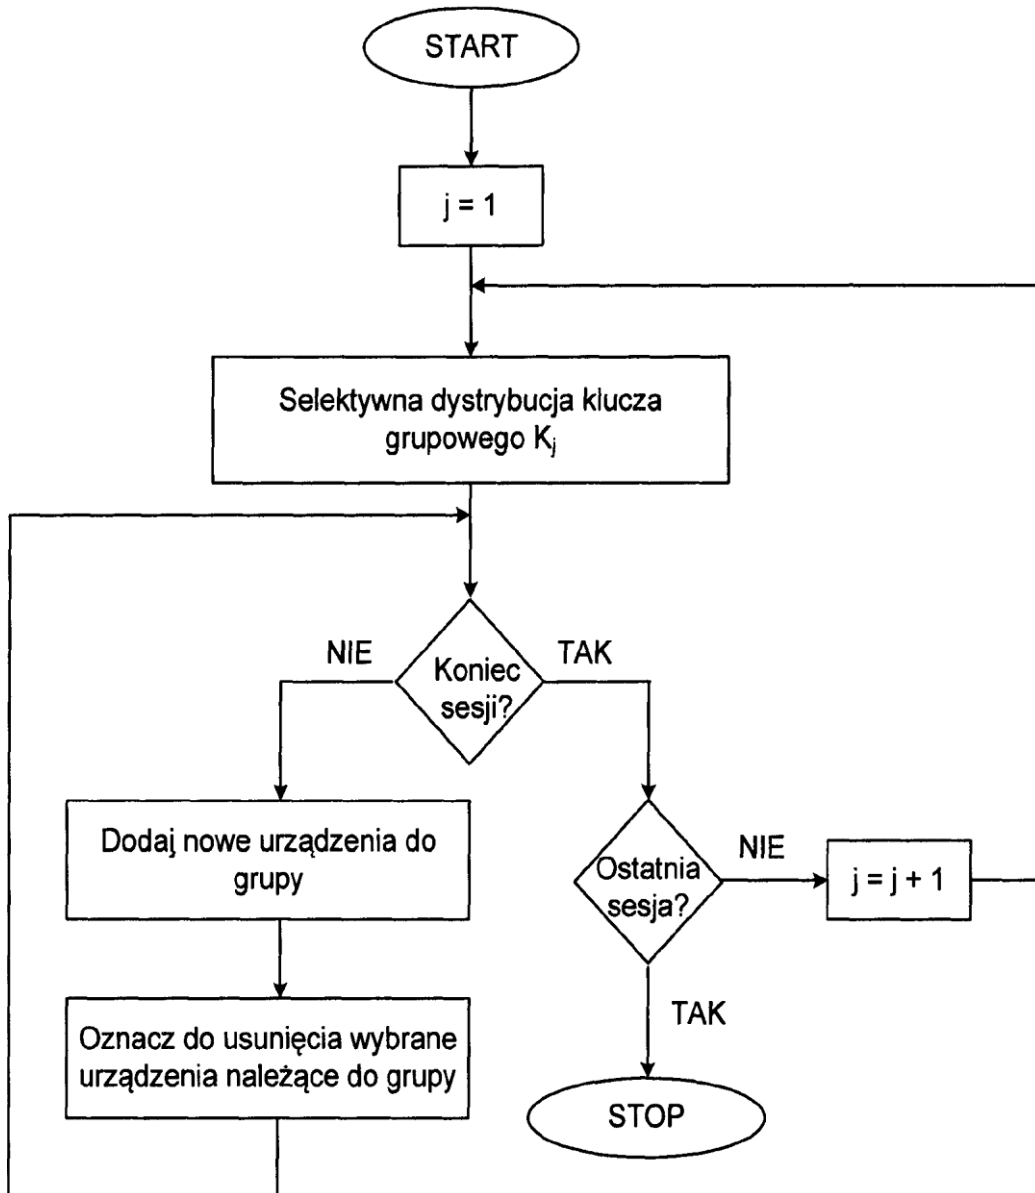 START
j = 1
Selektywna dystrybucja klucza
grupowego Kj
NIE
TAK
Koniec
sesji?
Dodaj nowe urządzenia do
grupy
Ostatnia
sesja?
NIE
j = j + 1
Oznacz do usunięcia wybrane
urządzenia należące do grupy
TAK
STOP